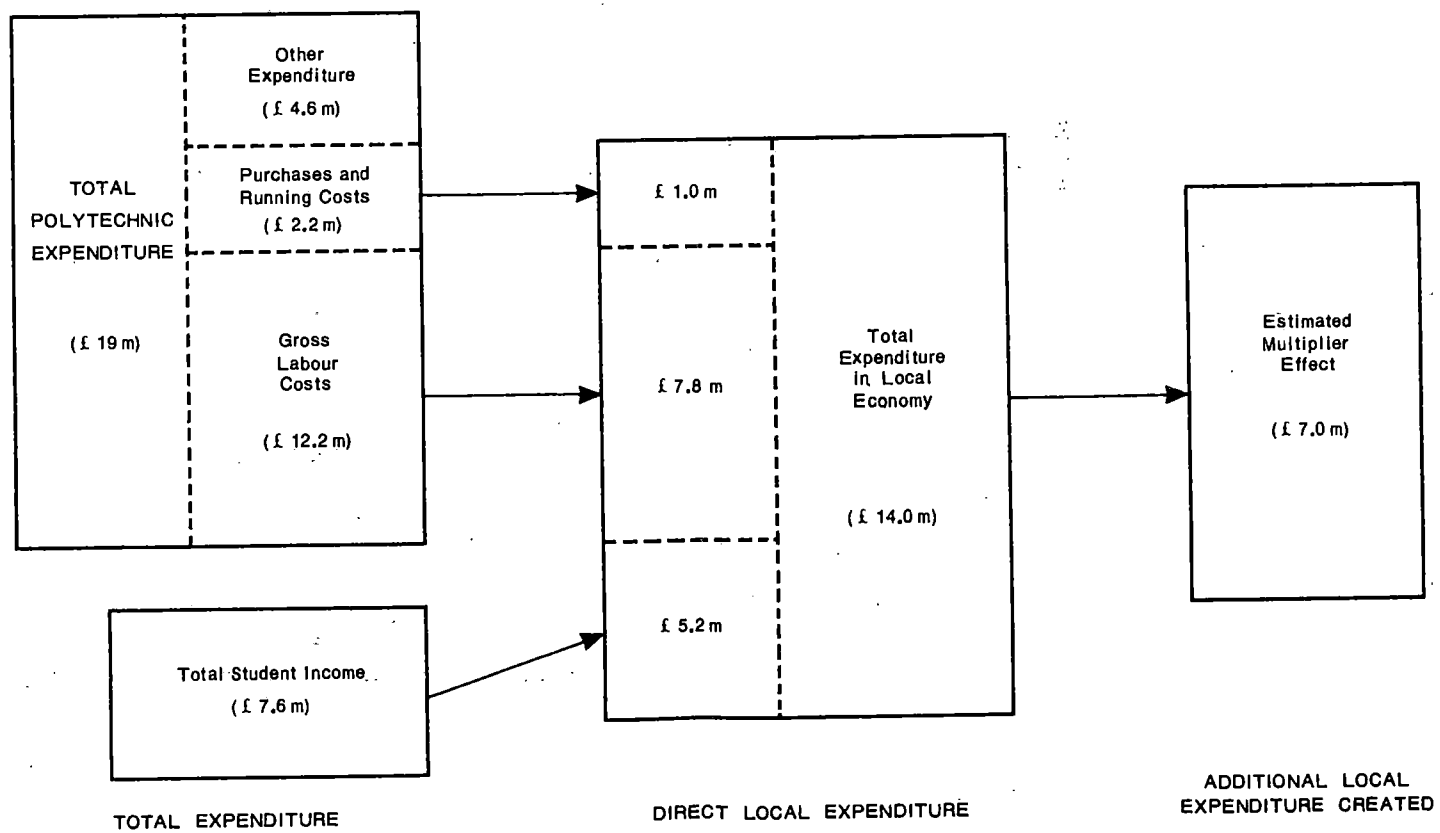 TOTAL
POLYTECHNIC
EXPENDITURE
(£ 19 m)
Other
Expenditure
(£ 4.6 m)
Purchases and
Running Costs
(£ 2.2 m)
Gross
Labour
Costs
(£ 12.2 m)
Total Student Income
(£ 7.6 m)
TOTAL EXPENDITURE
£ 1.0 m
£ 7.8 m
£ 5.2 m
Total
Expenditure
in Local
Economy
(£ 14.0 m)
DIRECT LOCAL EXPENDITURE
Estimated
Multiplier
Effect
(£ 7.0 m)
ADDITIONAL LOCAL
EXPENDITURE CREATED